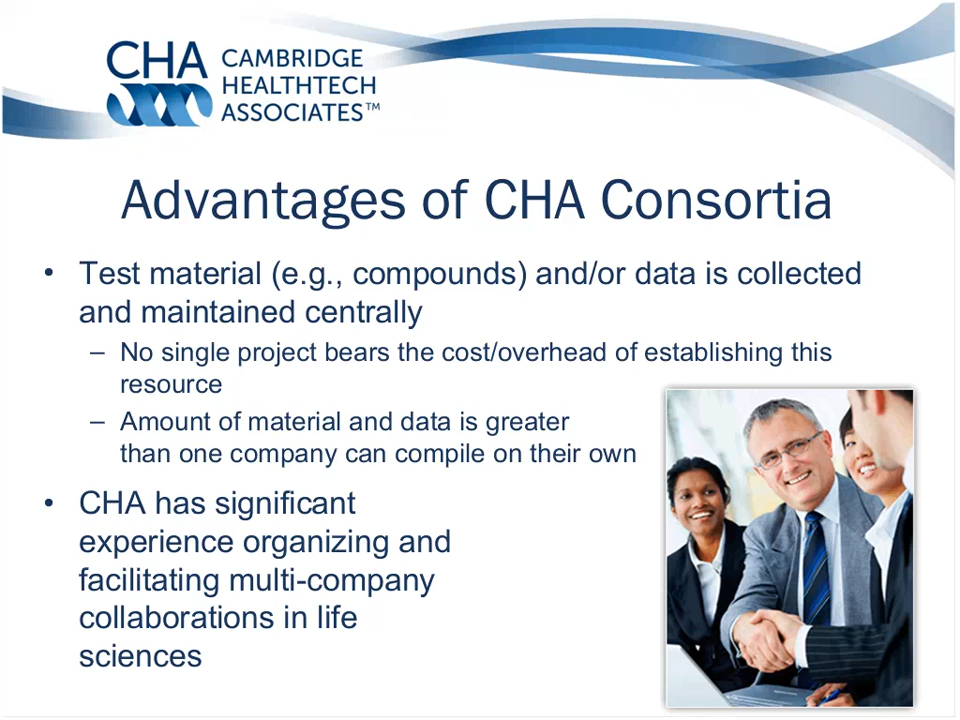 CHA
CAMBRIDGE
HEALTHTECH
ASSOCIATES™
Advantages of CHA Consortia
• Test material (e.g., compounds) and/or data is collected
and maintained centrally
– No single project bears the cost/overhead of establishing this
resource
– Amount of material and data is greater
than one company can compile on their own
• CHA has significant
experience organizing and
facilitating multi-company
collaborations in life
sciences